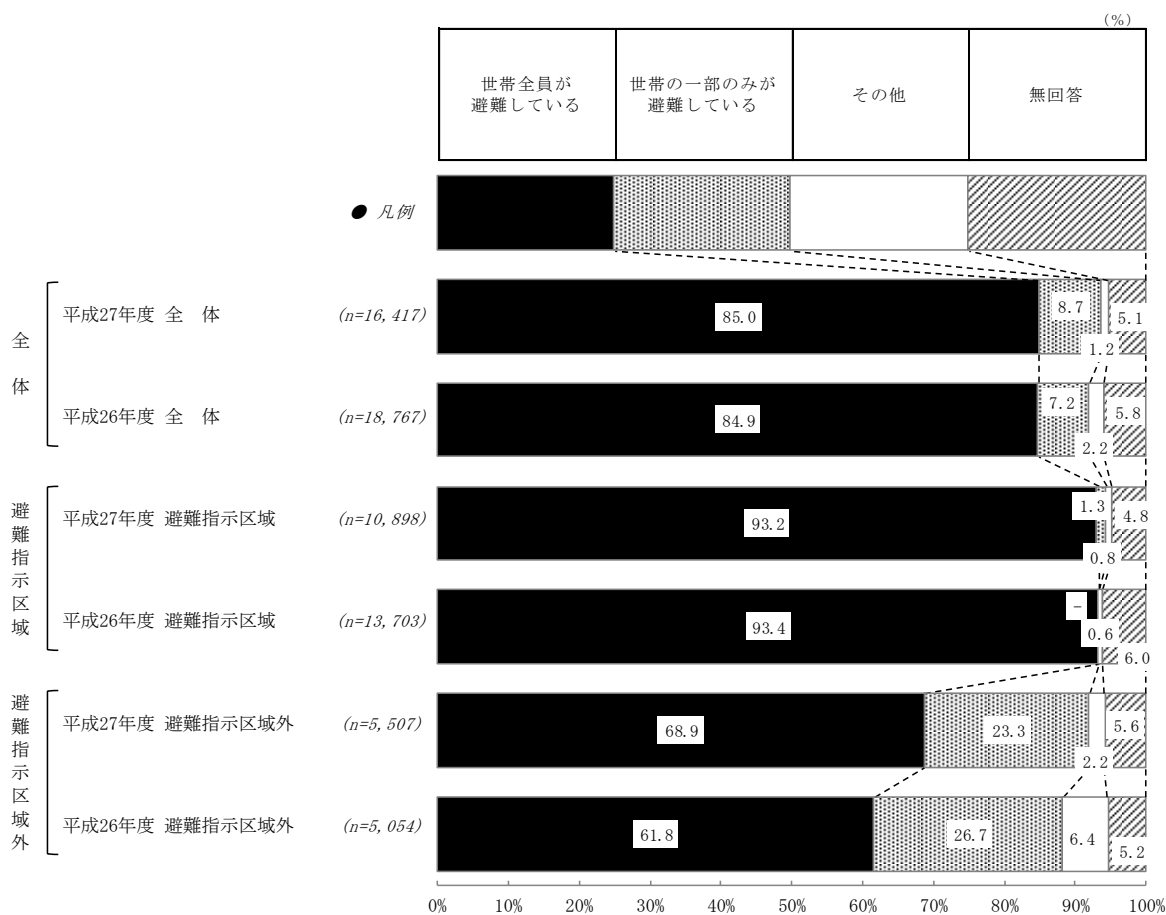 (%)
世帯全員が
避難している
世帯の一部のみが
避難している
その他
無回答
● 凡例
全体
平成27年度 全　体 (n=16,417)
85.0 8.7 1.2 5.1
平成26年度 全　体 (n=18,767)
84.9 7.2 2.2 5.8
避難指示区域
平成27年度 避難指示区域 (n=10,898)
93.2 1.3 0.8 4.8
平成26年度 避難指示区域 (n=13,703)
93.4 - 0.6 6.0
避難指示区域外
平成27年度 避難指示区域外 (n=5,507)
68.9 23.3 2.2 5.6
平成26年度 避難指示区域外 (n=5,054)
61.8 26.7 6.4 5.2
0% 10% 20% 30% 40% 50% 60% 70% 80% 90% 100%